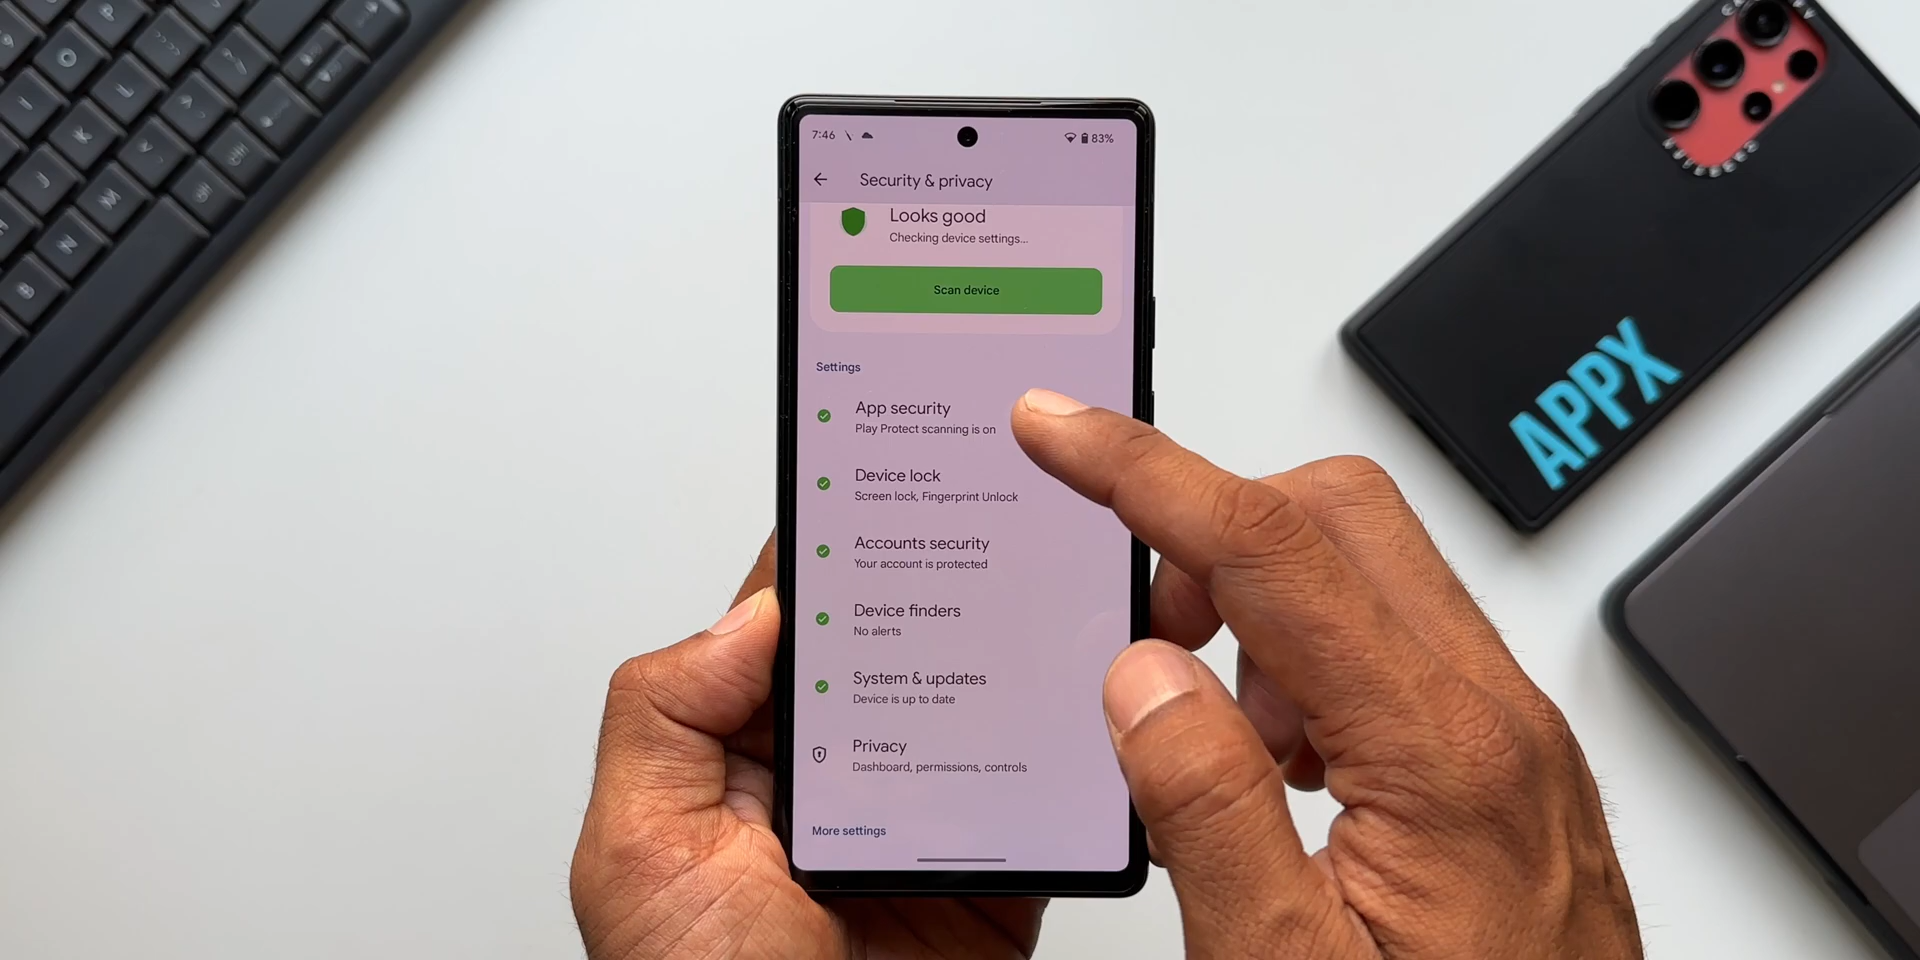 7:46
83%
Security & privacy
Looks good
Checking device settings...
Scan device
Settings
App security
Play Protect scanning is on
Device lock
Screen lock, Fingerprint Unlock
Accounts security
Your account is protected
Device finders
No alerts
System & updates
Device is up to date
Privacy
Dashboard, permissions, controls
More settings
APPX